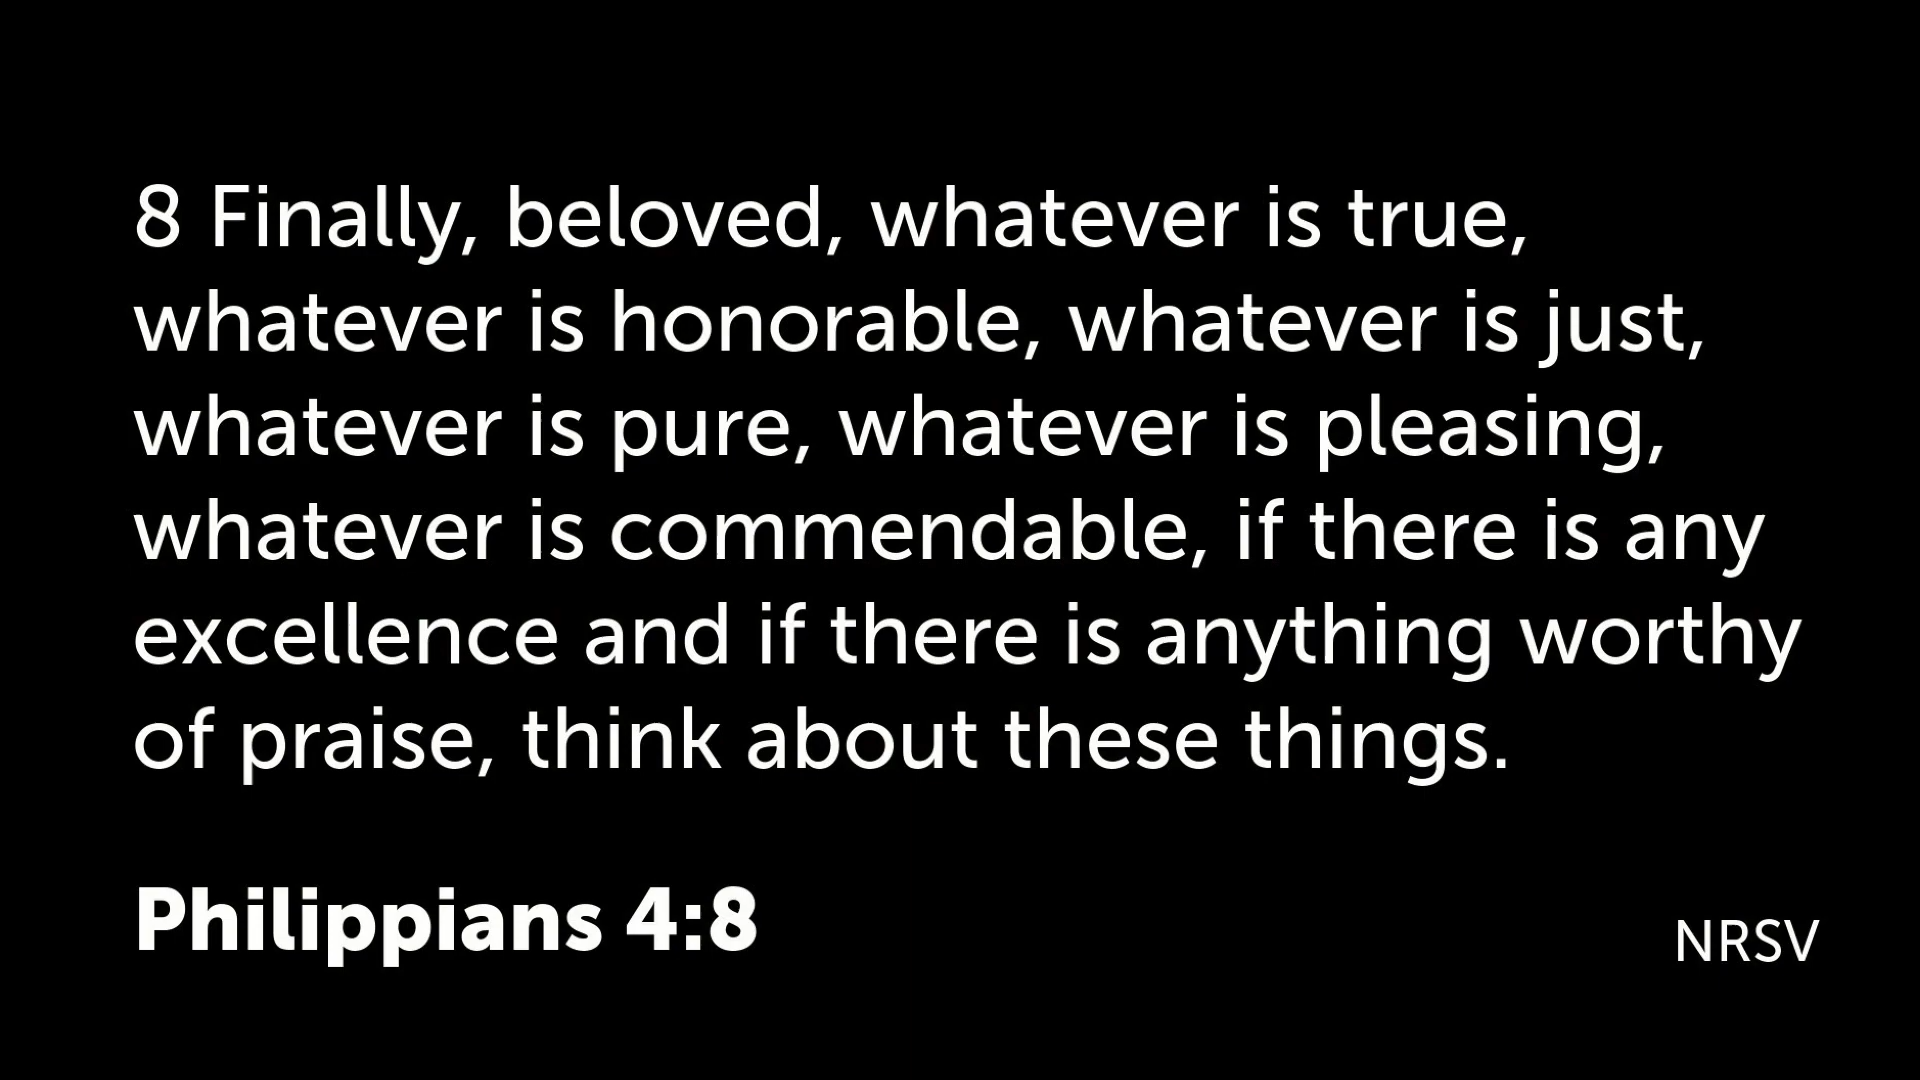 8 Finally, beloved, whatever is true,
whatever is honorable, whatever is just,
whatever is pure, whatever is pleasing,
whatever is commendable, if there is any
excellence and if there is anything worthy
of praise, think about these things.
Philippians 4:8
NRSV